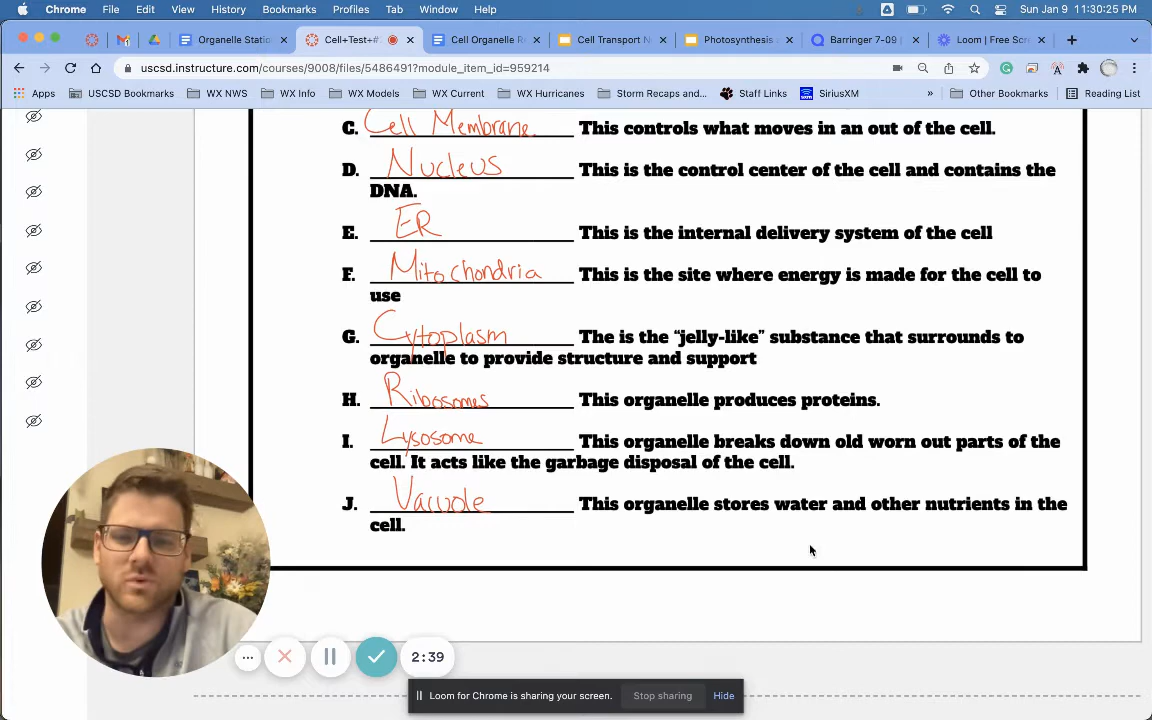 Chrome File Edit View History Bookmarks Profiles Tab Window Help Sun Jan 9 11:30:25 PM
Organelle Statio Cell+Test+# Cell Organelle R Cell Transport N Photosynthesis Barringer 7-09 Loom | Free Scr
uscsd.instructure.com/courses/9008/files/5486491?module_item_id=959214
Apps USCSD Bookmarks WX NWS WX Info WX Models WX Current WX Hurricanes Storm Recaps and... Staff Links SiriusXM » Other Bookmarks Reading List
C. Cell Membrane This controls what moves in an out of the cell.
D. Nucleus This is the control center of the cell and contains the
DNA.
E. ER This is the internal delivery system of the cell
F. Mitochondria This is the site where energy is made for the cell to
use
G. Cytoplasm The is the “jelly-like” substance that surrounds to
organelle to provide structure and support
H. Ribosomes This organelle produces proteins.
I. Lysosome This organelle breaks down old worn out parts of the
cell. It acts like the garbage disposal of the cell.
J. Vacuole This organelle stores water and other nutrients in the
cell.
2:39
Loom for Chrome is sharing your screen. Stop sharing Hide